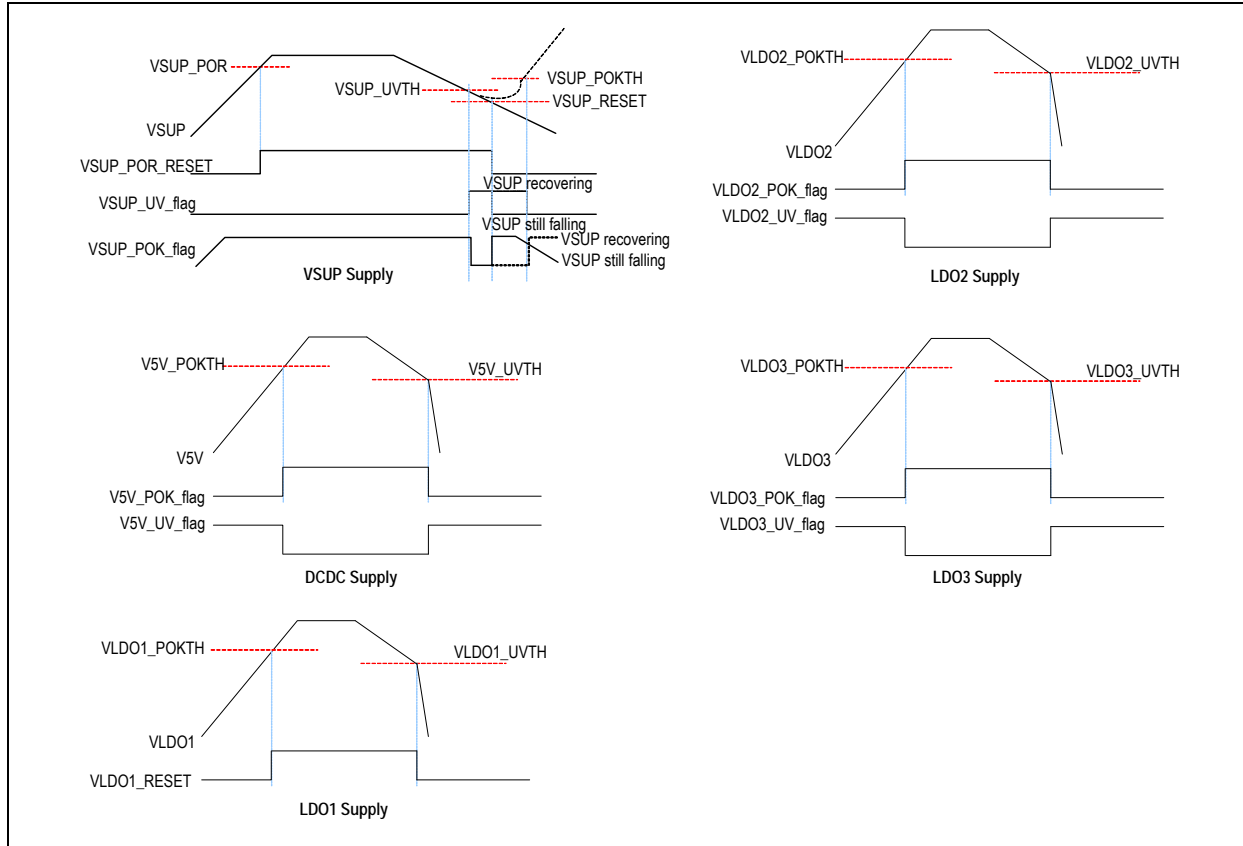 VSUP_POR
VSUP_UVTH
VSUP_POKTH
VSUP_RESET
VSUP
VSUP_POR_RESET
VSUP recovering
VSUP_UV_flag
VSUP still falling
VSUP_POK_flag
VSUP recovering
VSUP still falling
VSUP Supply
VLDO2_POKTH
VLDO2_UVTH
VLDO2
VLDO2_POK_flag
VLDO2_UV_flag
LDO2 Supply
V5V_POKTH
V5V_UVTH
V5V
V5V_POK_flag
V5V_UV_flag
DCDC Supply
VLDO3_POKTH
VLDO3_UVTH
VLDO3
VLDO3_POK_flag
VLDO3_UV_flag
LDO3 Supply
VLDO1_POKTH
VLDO1_UVTH
VLDO1
VLDO1_RESET
LDO1 Supply